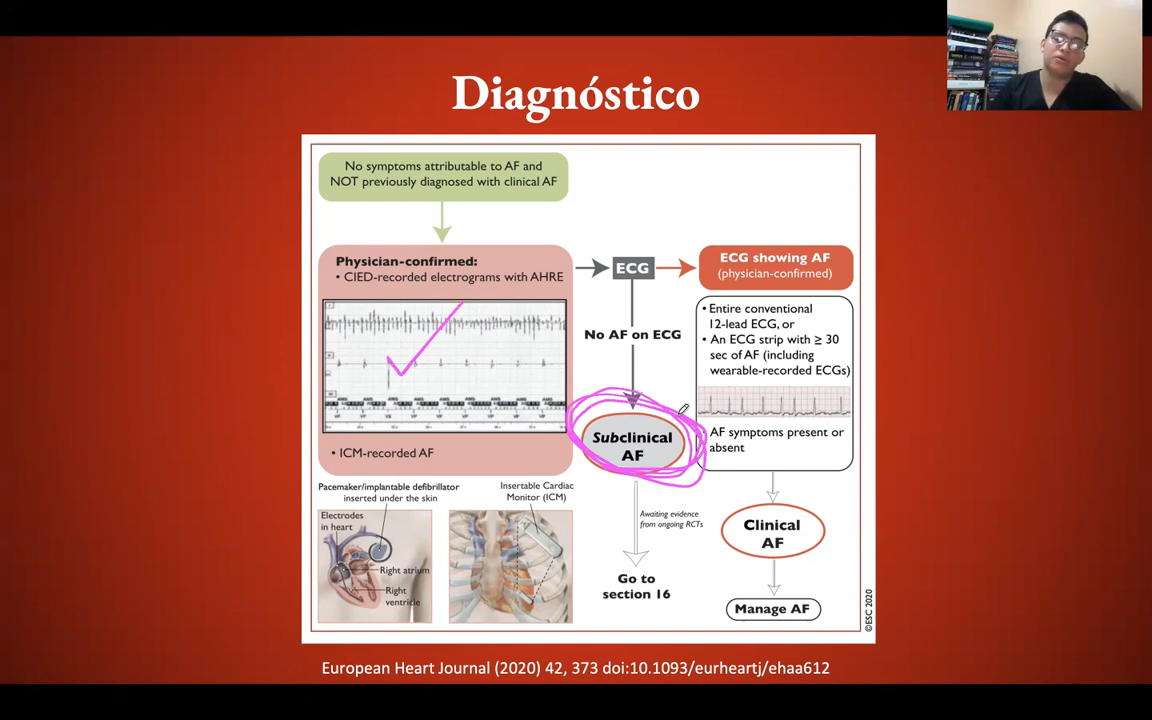 Diagnóstico
No symptoms attributable to AF and
NOT previously diagnosed with clinical AF
Physician-confirmed:
• CIED-recorded electrograms with AHRE
• ICM-recorded AF
ECG
No AF on ECG
Subclinical
AF
Awaiting evidence
from ongoing RCTs
Go to
section 16
ECG showing AF
(physician-confirmed)
• Entire conventional
12-lead ECG, or
• An ECG strip with ≥ 30
sec of AF (including
wearable-recorded ECGs)
• AF symptoms present or
absent
Clinical
AF
Manage AF
Pacemaker/implantable defibrillator
inserted under the skin
Electrodes
in heart
Right atrium
Right
ventricle
Insertable Cardiac
Monitor (ICM)
©ESC 2020
European Heart Journal (2020) 42, 373 doi:10.1093/eurheartj/ehaa612